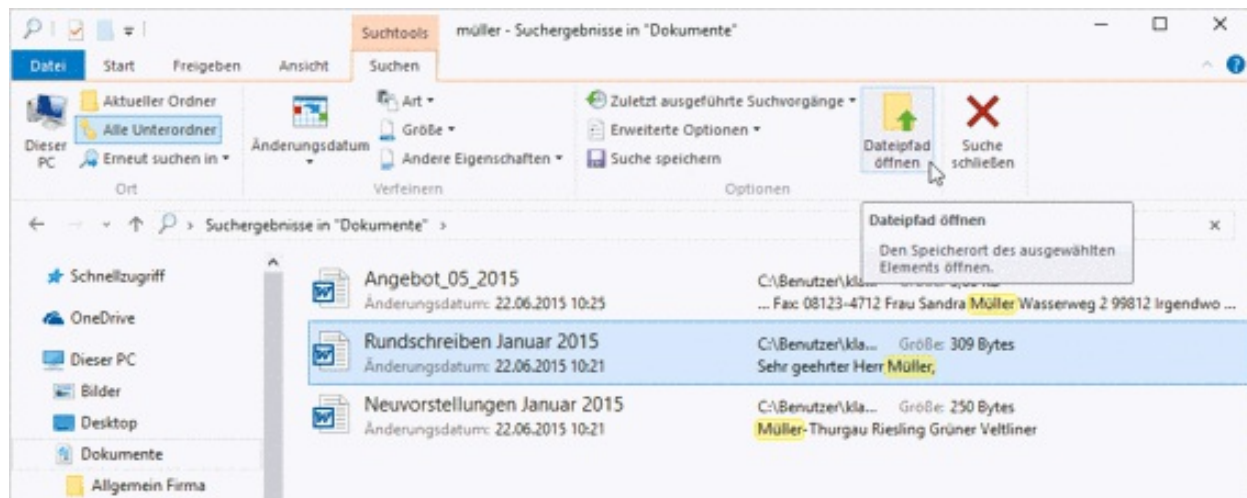 Suchtools müller - Suchergebnisse in "Dokumente"
Datei Start Freigeben Ansicht Suchen
Dieser PC
Aktueller Ordner
Alle Unterordner
Erneut suchen in
Ort
Änderungsdatum
Art
Größe
Andere Eigenschaften
Verfeinern
Zuletzt ausgeführte Suchvorgänge
Erweiterte Optionen
Suche speichern
Optionen
Dateipfad
öffnen
Suche
schließen
Suchergebnisse in "Dokumente"
Dateipfad öffnen
Den Speicherort des ausgewählten
Elements öffnen.
Schnellzugriff
OneDrive
Dieser PC
Bilder
Desktop
Dokumente
Allgemein Firma
Angebot_05_2015 C:\Benutzer\kla...
Änderungsdatum: 22.06.2015 10:25 ... Fax: 08123-4712 Frau Sandra Müller Wasserweg 2 99812 Irgendwo ...
Rundschreiben Januar 2015 C:\Benutzer\kla... Größe: 309 Bytes
Änderungsdatum: 22.06.2015 10:21 Sehr geehrter Herr Müller,
Neuvorstellungen Januar 2015 C:\Benutzer\kla... Größe: 250 Bytes
Änderungsdatum: 22.06.2015 10:21 Müller-Thurgau Riesling Grüner Veltliner